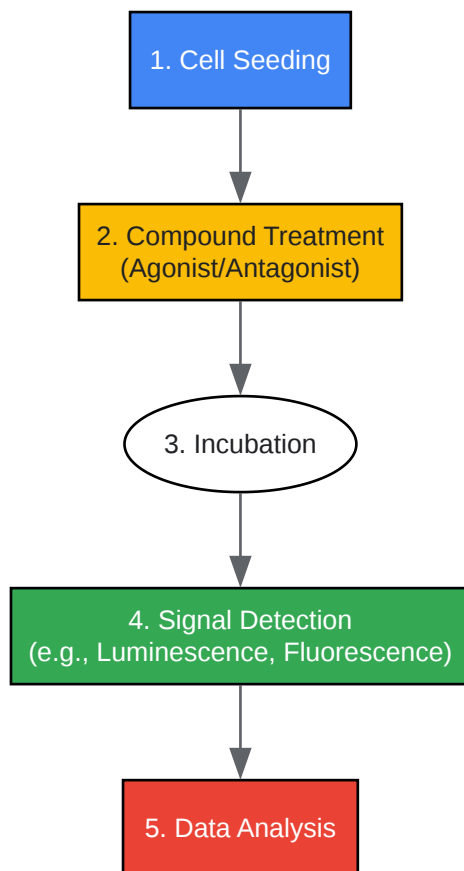 1. Cell Seeding
2. Compound Treatment
(Agonist/Antagonist)
3. Incubation
4. Signal Detection
(e.g., Luminescence, Fluorescence)
5. Data Analysis